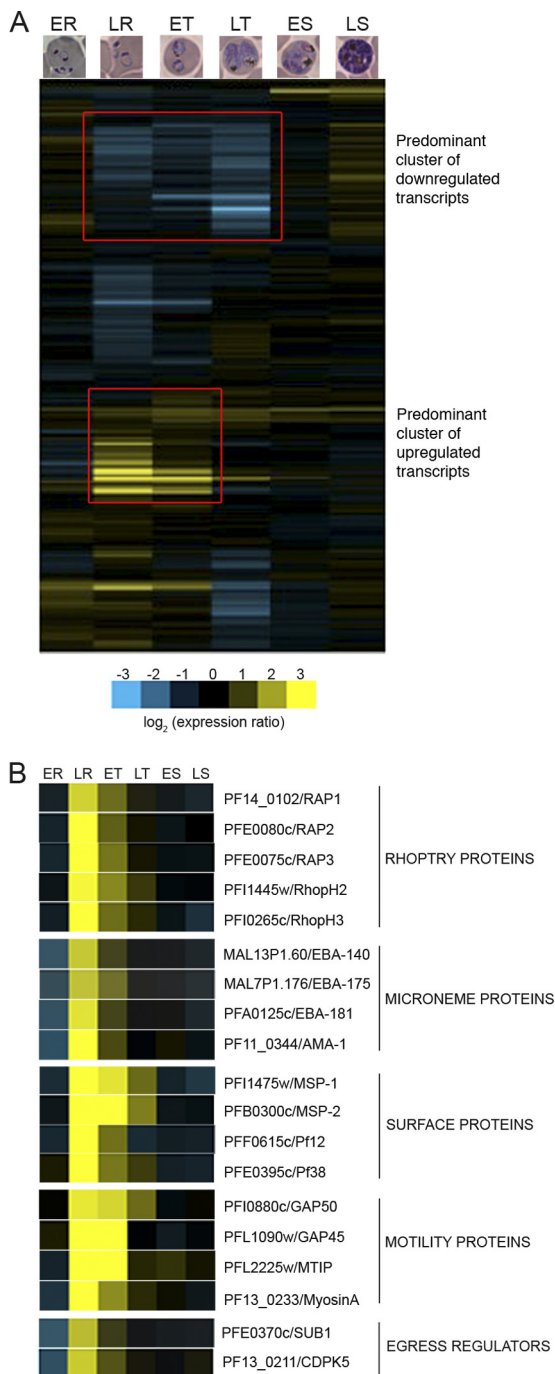 A
ER LR ET LT ES LS
Predominant
cluster of
downregulated
transcripts
Predominant
cluster of
upregulated
transcripts
-3 -2 -1 0 1 2 3
log2 (expression ratio)
B
ER LR ET LT ES LS
PF14_0102/RAP1
PFE0080c/RAP2
PFE0075c/RAP3
PFI1445w/RhopH2
PFI0265c/RhopH3
RHOPTRY PROTEINS
MAL13P1.60/EBA-140
MAL7P1.176/EBA-175
PFA0125c/EBA-181
PF11_0344/AMA-1
MICRONEME PROTEINS
PFI1475w/MSP-1
PFB0300c/MSP-2
PFF0615c/Pf12
PFE0395c/Pf38
SURFACE PROTEINS
PFI0880c/GAP50
PFL1090w/GAP45
PFL2225w/MTIP
PF13_0233/MyosinA
MOTILITY PROTEINS
PFE0370c/SUB1
PF13_0211/CDPK5
EGRESS REGULATORS